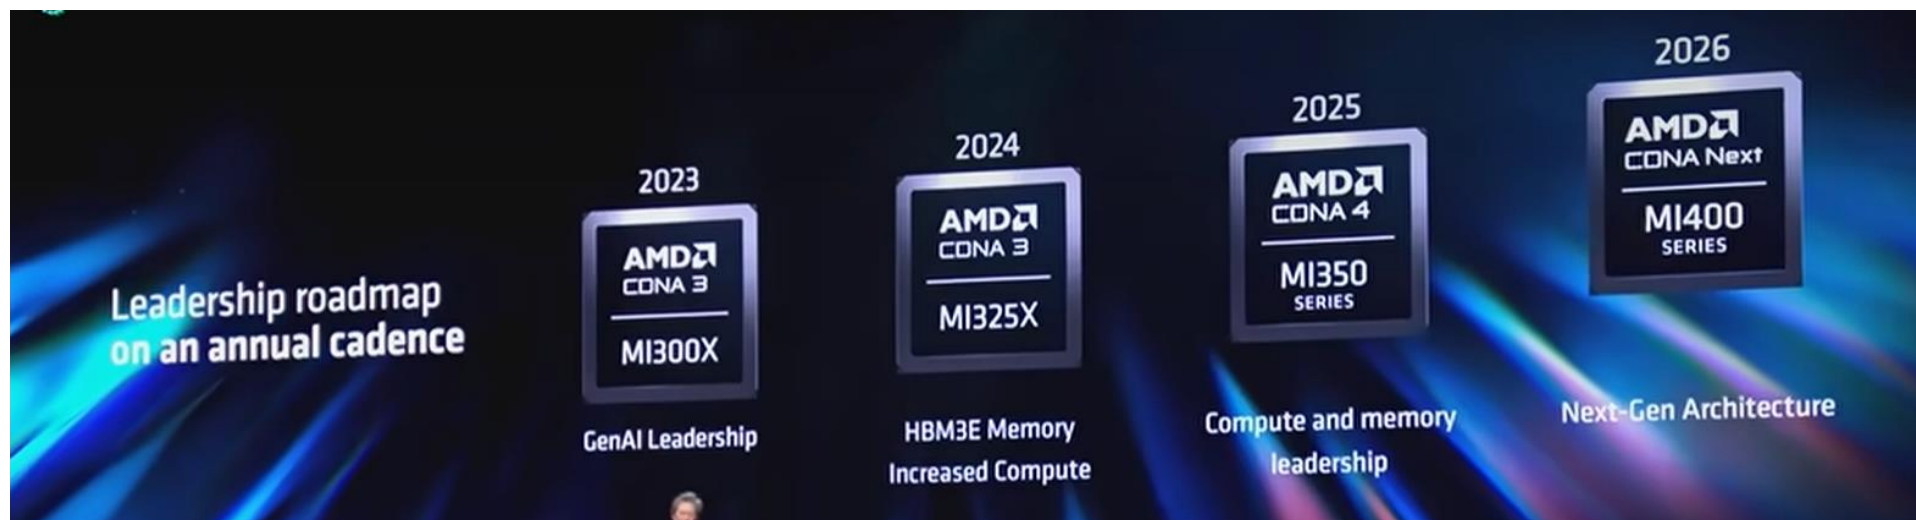 Leadership roadmap
on an annual cadence
2023
AMD
CDNA 3
MI300X
GenAI Leadership
2024
AMD
CDNA 3
MI325X
HBM3E Memory
Increased Compute
2025
AMD
CDNA 4
MI350
SERIES
Compute and memory
leadership
2026
AMD
CDNA Next
MI400
SERIES
Next-Gen Architecture